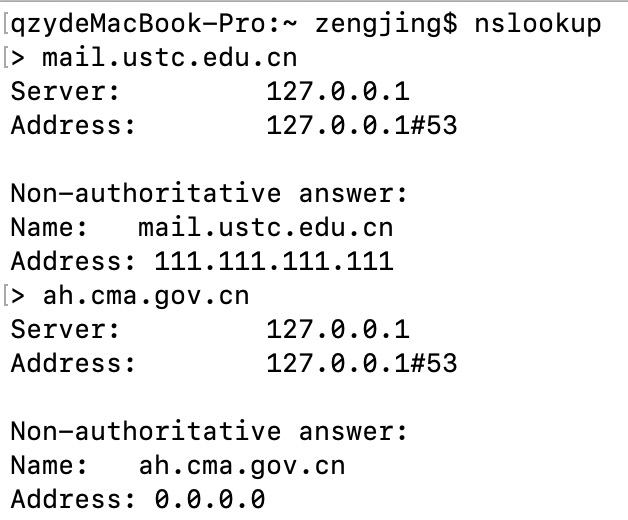 [qzydeMacBook-Pro:~ zengjing$ nslookup
[> mail.ustc.edu.cn
Server:         127.0.0.1
Address:        127.0.0.1#53

Non-authoritative answer:
Name:   mail.ustc.edu.cn
Address: 111.111.111.111
[> ah.cma.gov.cn
Server:         127.0.0.1
Address:        127.0.0.1#53

Non-authoritative answer:
Name:   ah.cma.gov.cn
Address: 0.0.0.0